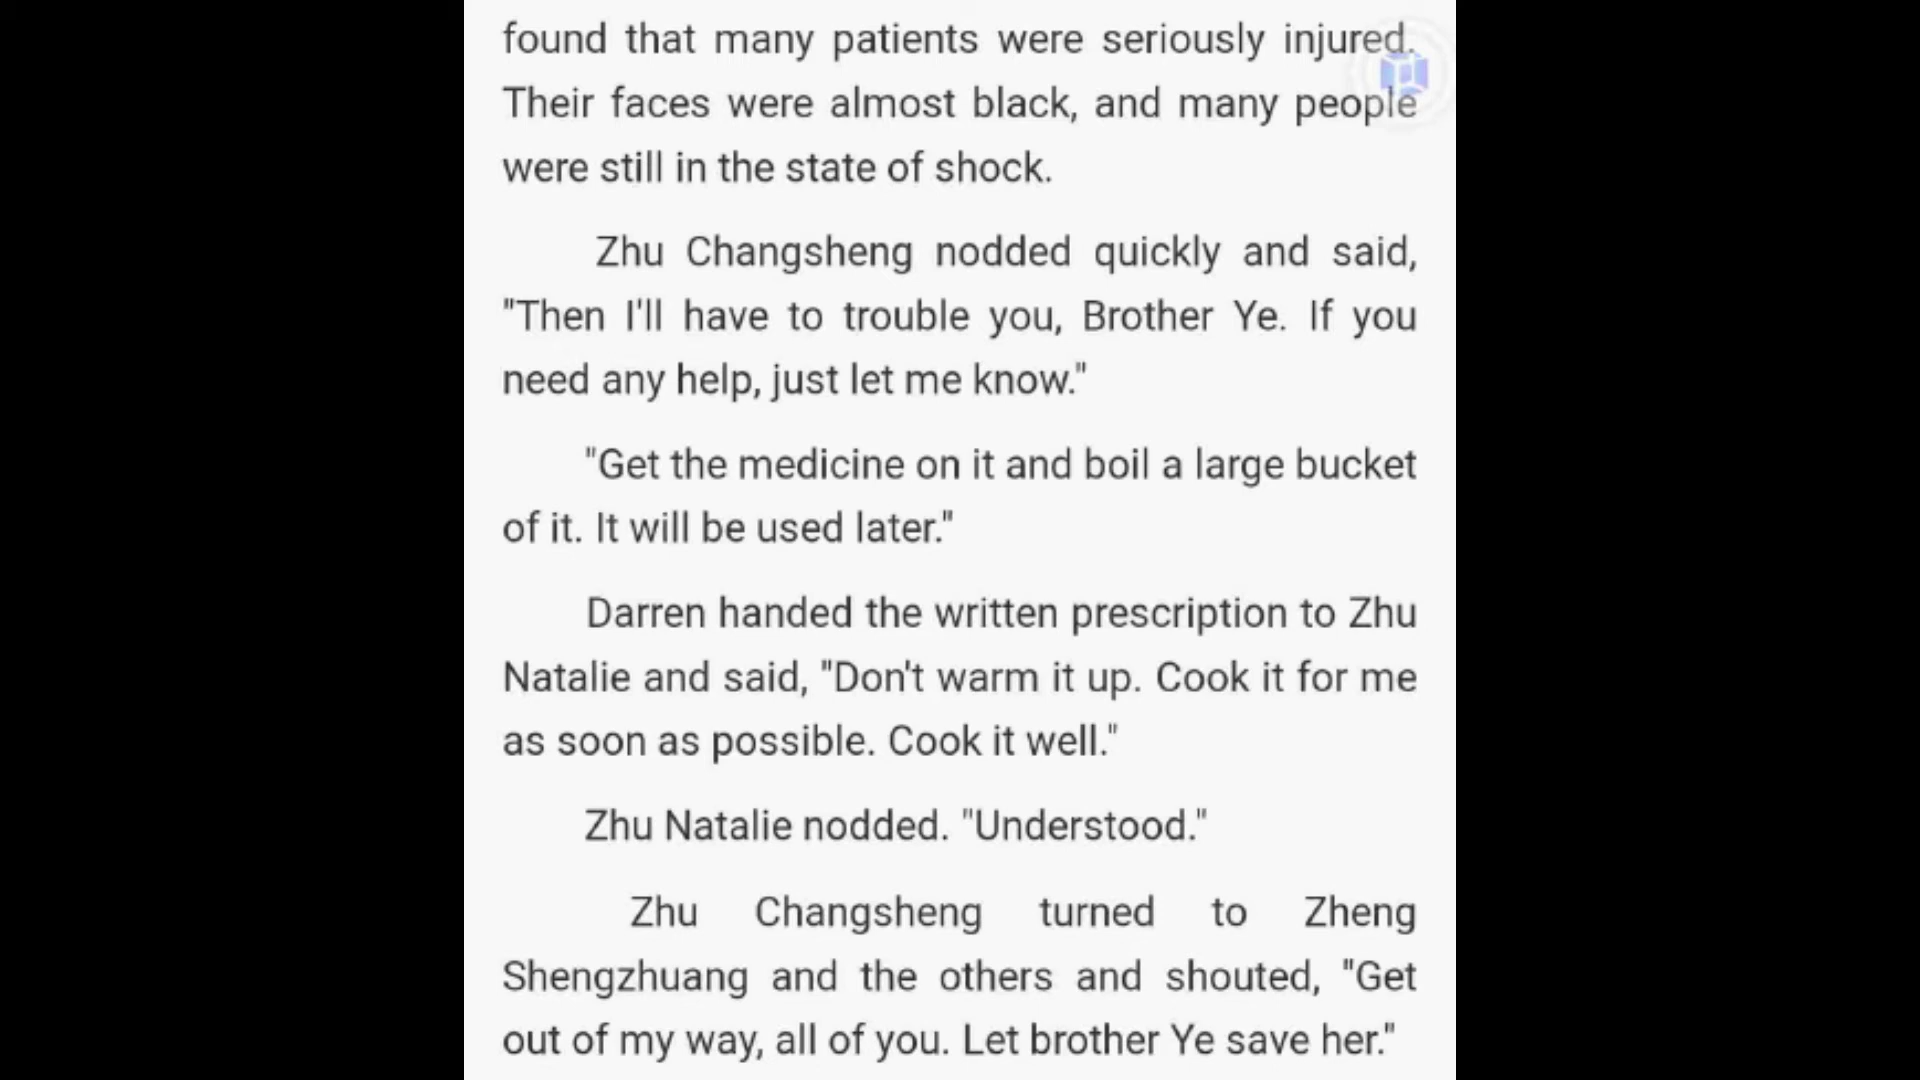 found that many patients were seriously injured.
Their faces were almost black, and many people
were still in the state of shock.
Zhu Changsheng nodded quickly and said,
"Then I'll have to trouble you, Brother Ye. If you
need any help, just let me know."
"Get the medicine on it and boil a large bucket
of it. It will be used later."
Darren handed the written prescription to Zhu
Natalie and said, "Don't warm it up. Cook it for me
as soon as possible. Cook it well."
Zhu Natalie nodded. "Understood."
Zhu Changsheng turned to Zheng
Shengzhuang and the others and shouted, "Get
out of my way, all of you. Let brother Ye save her."